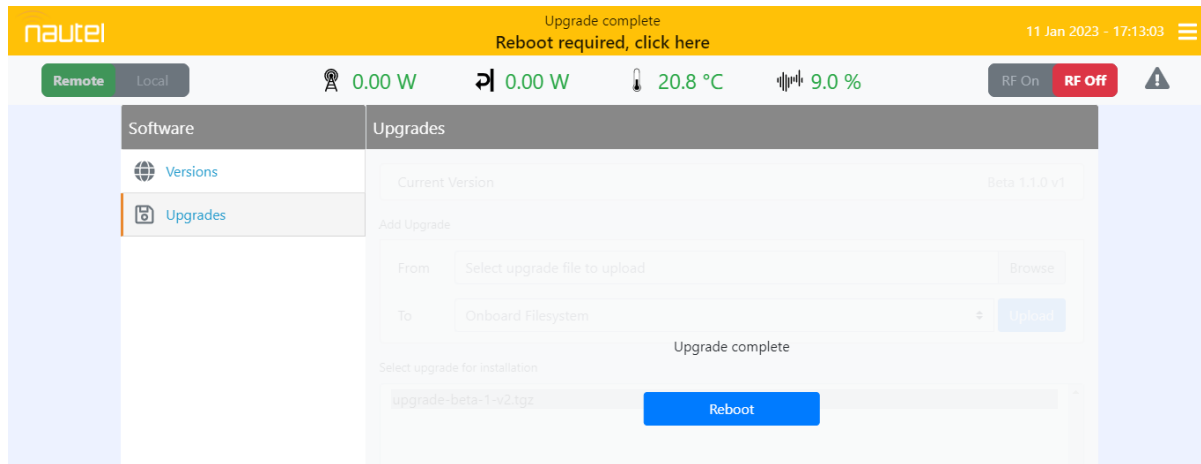 nautel
Upgrade complete
Reboot required, click here
11 Jan 2023 - 17:13:03
Remote
Local
0.00 W
0.00 W
20.8 °C
9.0 %
RF On
RF Off
Software
Upgrades
Versions
Upgrades
Current Version
Beta 1.1.0 v1
Add Upgrade
From
Select upgrade file to upload
Browse
To
Onboard Filesystem
Upload
Upgrade complete
Select upgrade for installation
upgrade-beta-1-v2.tgz
Reboot